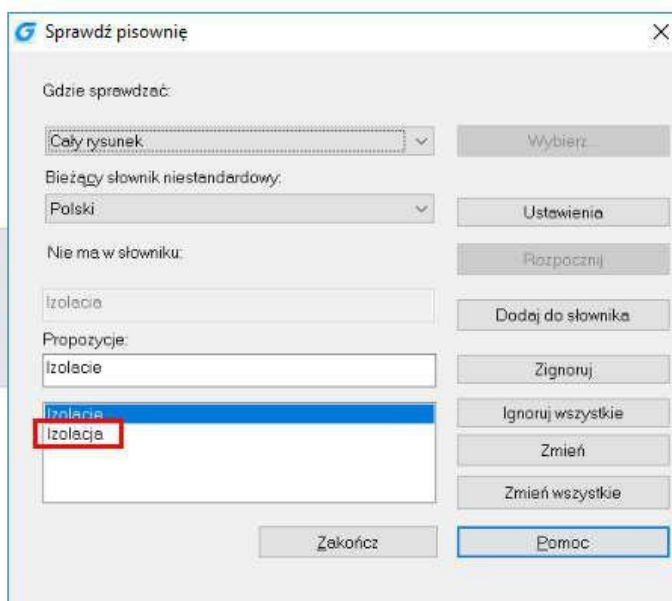 Sprawdź pisownię
Gdzie sprawdzać:
Cały rysunek
Wybierz...
Bieżący słownik niestandardowy:
Polski
Ustawienia
Nie ma w słowniku:
Rozpocznij
Izolacia
Dodaj do słownika
Propozycje:
Izolacie
Zignoruj
Izolacie
Ignoruj wszystkie
Izolacja
Zmień
Zmień wszystkie
Zakończ
Pomoc